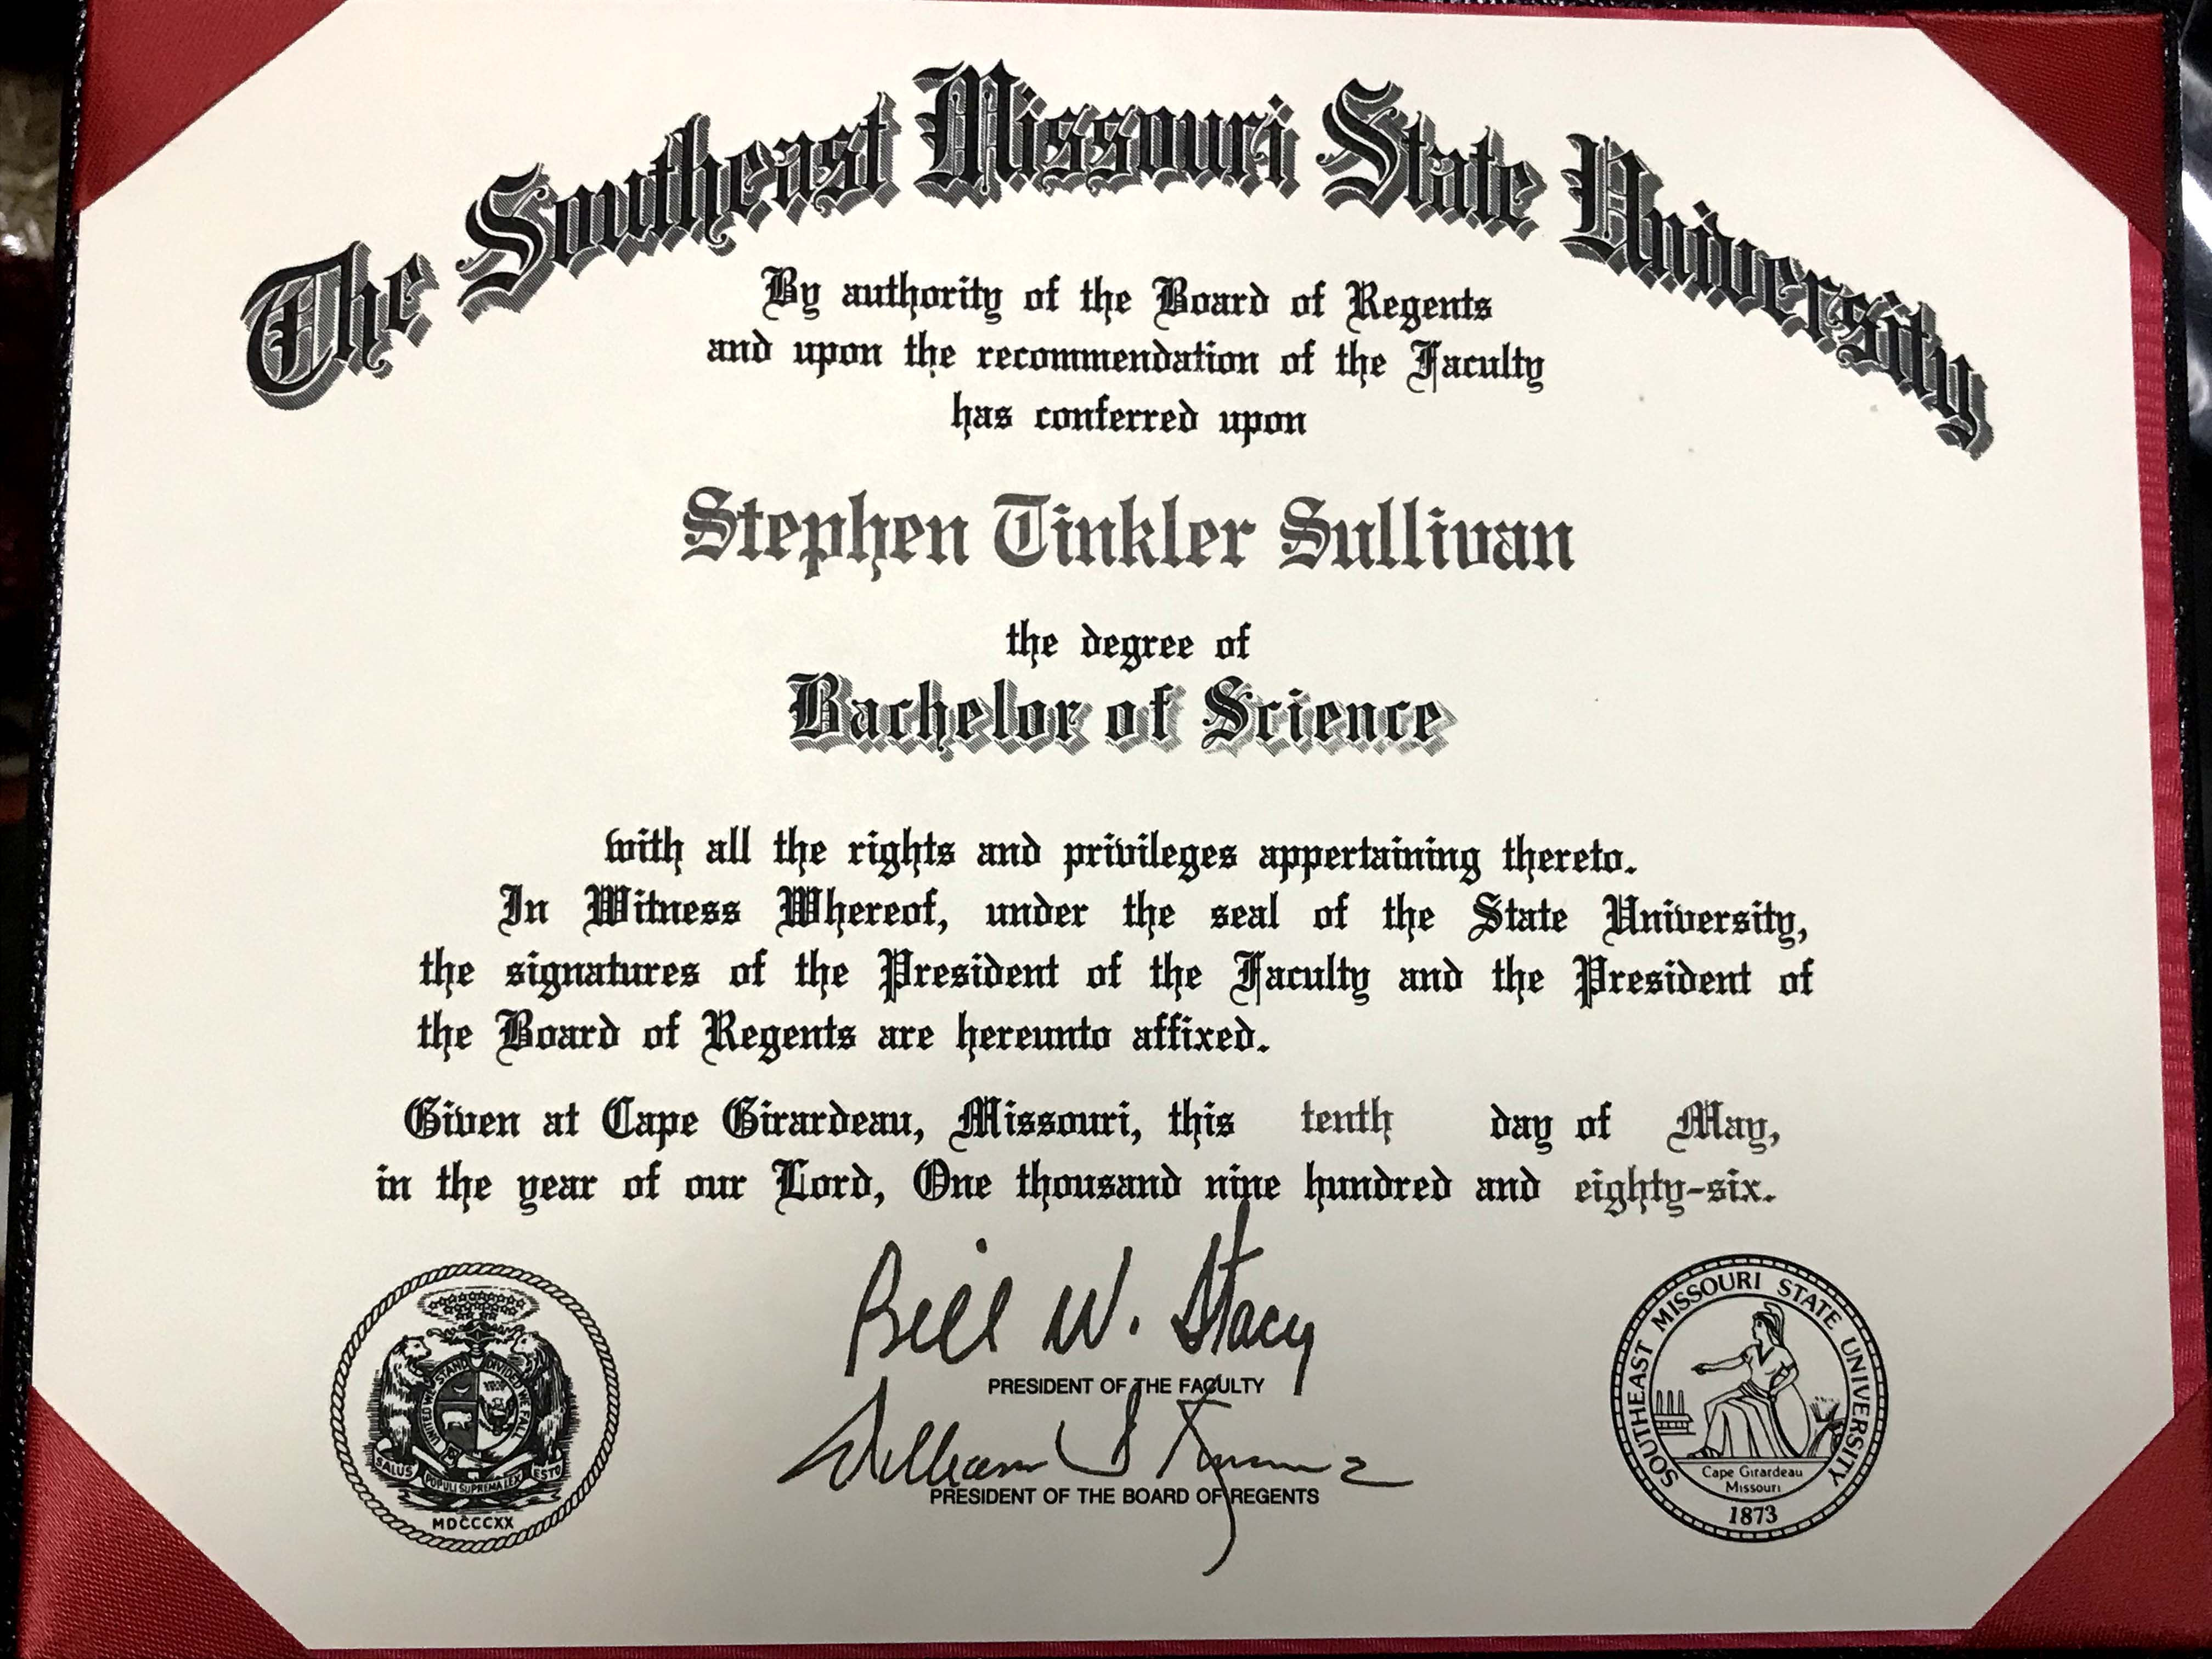 The Southeast Missouri State University
By authority of the Board of Regents
and upon the recommendation of the Faculty
has conferred upon
Stephen Tinkler Sullivan
the degree of
Bachelor of Science
with all the rights and privileges appertaining thereto.
In Witness Whereof, under the seal of the State University,
the signatures of the President of the Faculty and the President of
the Board of Regents are hereunto affixed.
Given at Cape Girardeau, Missouri, this tenth day of May,
in the year of our Lord, One thousand nine hundred and eighty-six.
Bill W. Stacy
PRESIDENT OF THE FACULTY
William
PRESIDENT OF THE BOARD OF REGENTS
UNITED WE STAND DIVIDED WE FALL
SALUS POPULI SUPREMA LEX ESTO
MDCCCXX
SOUTHEAST MISSOURI STATE UNIVERSITY
Cape Girardeau
Missouri
1873